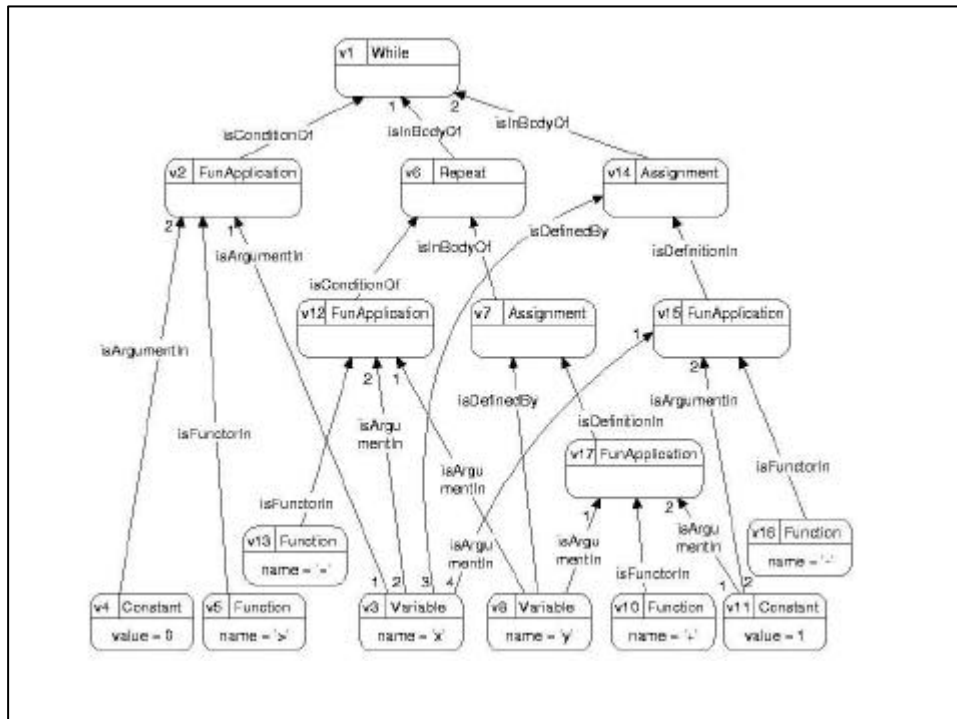 v1 While
1 2
isConditionOf isInBodyOf isInBodyOf
v2 FunApplication v6 Repeat v14 Assignment
2 1
isArgumentIn isDefinedBy
isInBodyOf isDefinitionIn
isConditionOf
v12 FunApplication v7 Assignment v15 FunApplication
1
isArgumentIn 2 1 2
isDefinedBy isArgumentIn
isArgu
mentIn
isDefinitionIn
isFunctorIn
v17 FunApplication
isArgu
mentIn
isFunctorIn
isFunctorIn
1 2
v13 Function
name = '='
isArgu
mentIn
isArgu
mentIn
isArgu
mentIn
v16 Function
name = '-'
isFunctorIn
1 2 3 4 1 2
v4 Constant v5 Function v3 Variable v8 Variable v10 Function v11 Constant
value = 0 name = '>' name = 'x' name = 'y' name = '+' value = 1